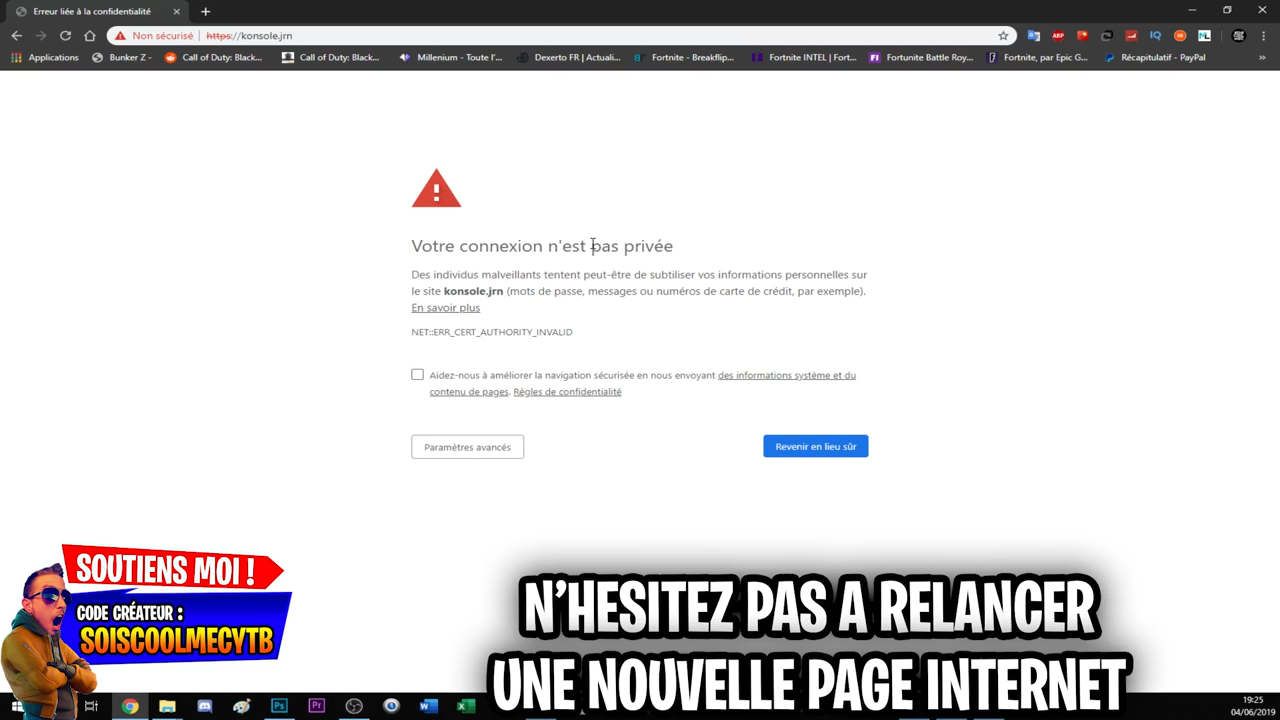 Erreur liée à la confidentialité
Non sécurisé
https://konsole.jrn
Applications
Bunker Z -
Call of Duty: Black...
Call of Duty: Black...
Millenium - Toute l'...
Dexerto FR | Actuali...
Fortnite - Breakflip...
Fortnite INTEL | Fort...
Fortunite Battle Roy...
Fortnite, par Epic G...
Récapitulatif - PayPal
Votre connexion n'est pas privée
Des individus malveillants tentent peut-être de subtiliser vos informations personnelles sur
le site konsole.jrn (mots de passe, messages ou numéros de carte de crédit, par exemple).
En savoir plus
NET::ERR_CERT_AUTHORITY_INVALID
Aidez-nous à améliorer la navigation sécurisée en nous envoyant des informations système et du
contenu de pages. Règles de confidentialité
Paramètres avancés
Revenir en lieu sûr
SOUTIENS MOI !
CODE CRÉATEUR :
SOISCOOLMECYTB
N'HESITEZ PAS A RELANCER
UNE NOUVELLE PAGE INTERNET
19:25
04/06/2019